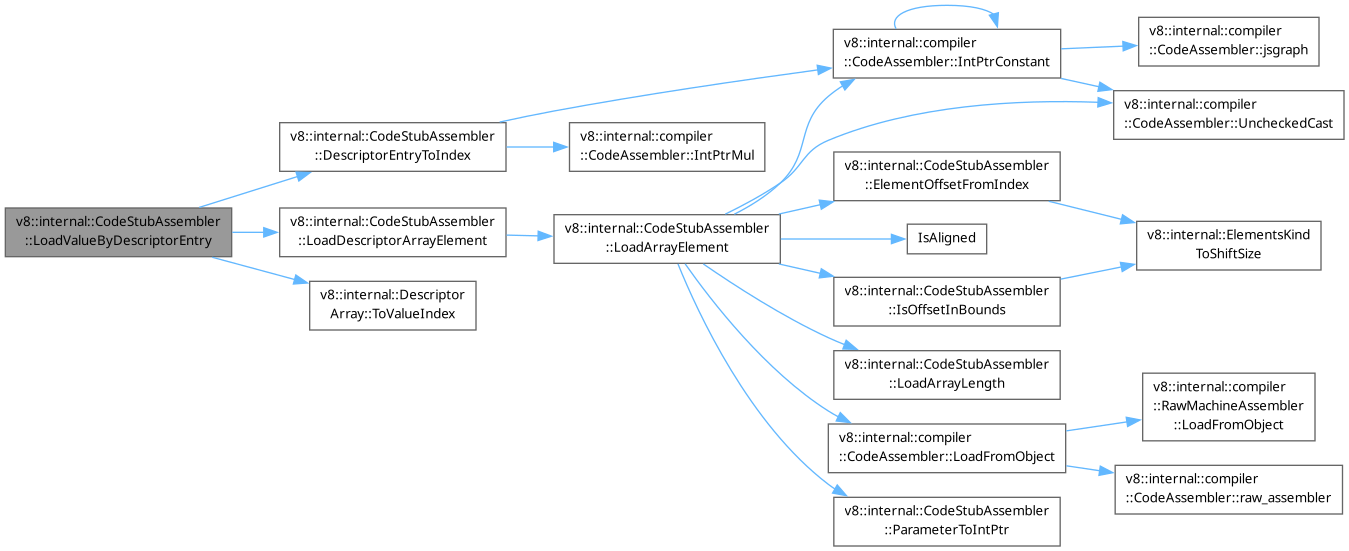 v8::internal::CodeStubAssembler
::LoadValueByDescriptorEntry
v8::internal::CodeStubAssembler
::DescriptorEntryToIndex
v8::internal::CodeStubAssembler
::LoadDescriptorArrayElement
v8::internal::Descriptor
Array::ToValueIndex
v8::internal::compiler
::CodeAssembler::IntPtrMul
v8::internal::CodeStubAssembler
::LoadArrayElement
v8::internal::compiler
::CodeAssembler::IntPtrConstant
v8::internal::CodeStubAssembler
::ElementOffsetFromIndex
IsAligned
v8::internal::CodeStubAssembler
::IsOffsetInBounds
v8::internal::CodeStubAssembler
::LoadArrayLength
v8::internal::compiler
::CodeAssembler::LoadFromObject
v8::internal::CodeStubAssembler
::ParameterToIntPtr
v8::internal::compiler
::CodeAssembler::jsgraph
v8::internal::compiler
::CodeAssembler::UncheckedCast
v8::internal::ElementsKind
ToShiftSize
v8::internal::compiler
::RawMachineAssembler
::LoadFromObject
v8::internal::compiler
::CodeAssembler::raw_assembler